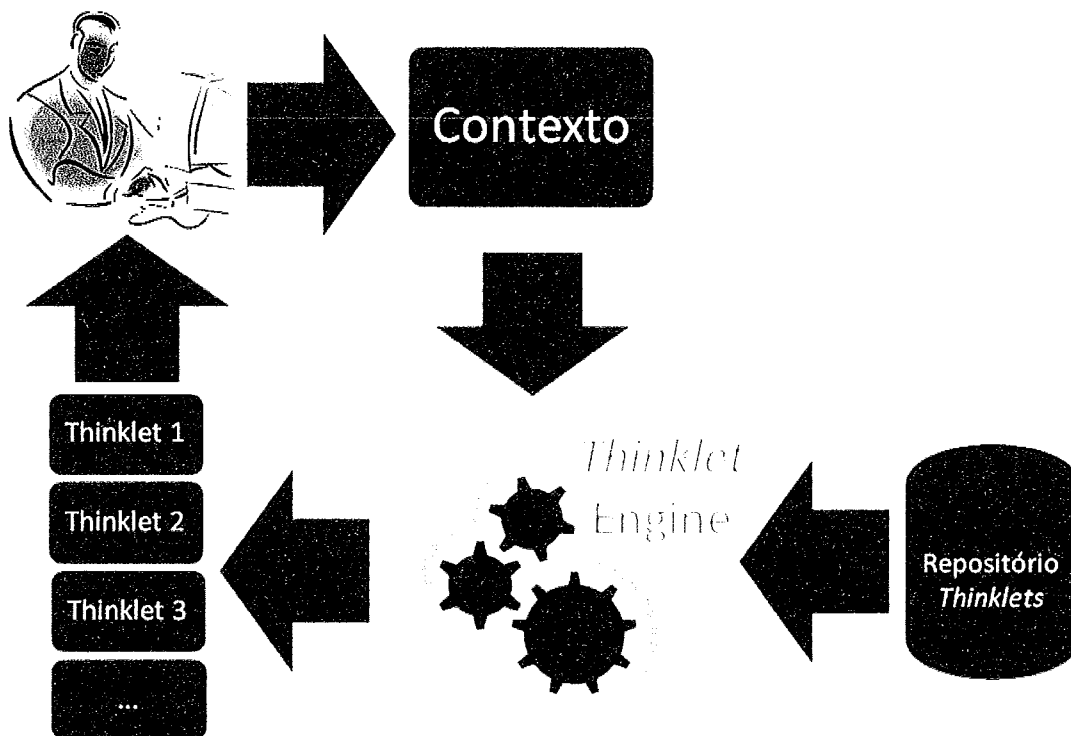 Contexto
Thinklet
Engine
Thinklet 1
Thinklet 2
Thinklet 3
...
Repositório
Thinklets